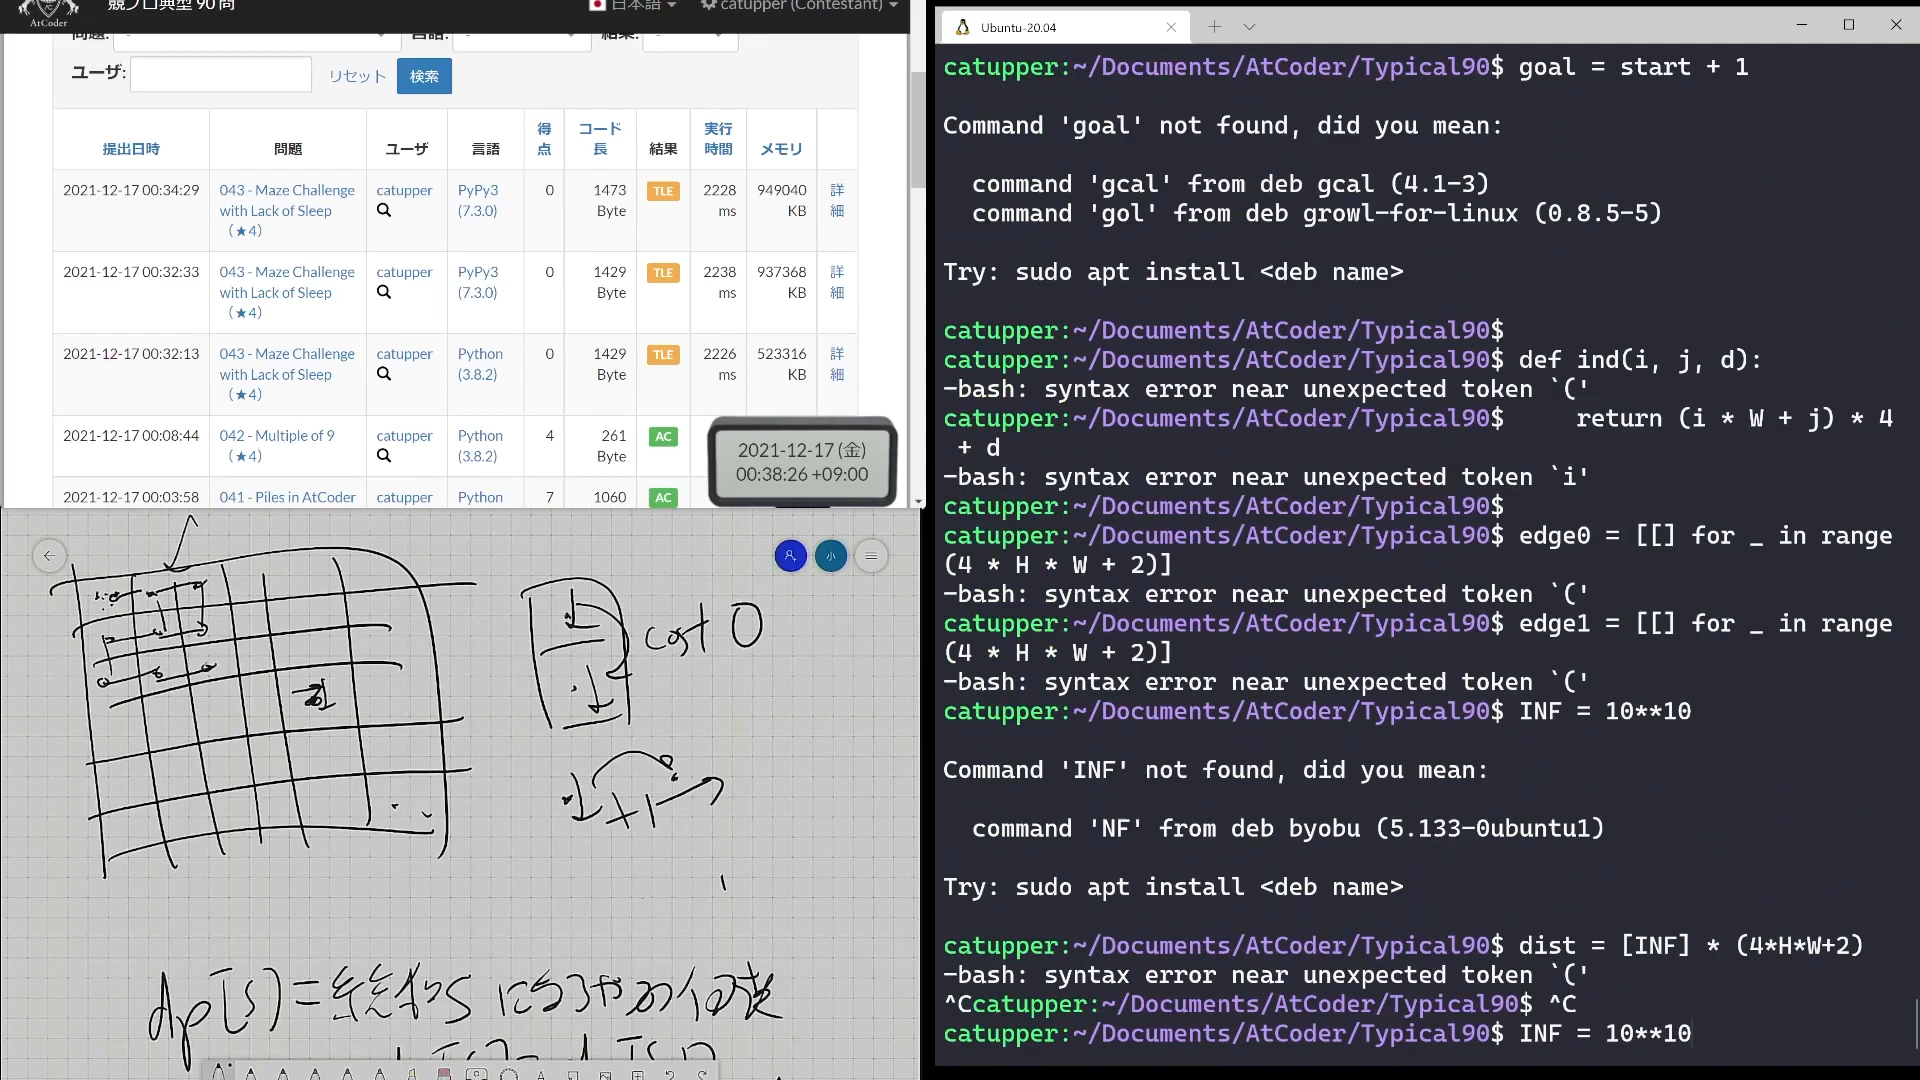 AtCoder
競プロ典型 90 問
日本語
catupper (Contestant)
問題:
言語:
結果:
ユーザ:
リセット
検索
提出日時 問題 ユーザ 言語 得点 コード長 結果 実行時間 メモリ
2021-12-17 00:34:29 043 - Maze Challenge with Lack of Sleep (★4) catupper PyPy3 (7.3.0) 0 1473 Byte TLE 2228 ms 949040 KB 詳細
2021-12-17 00:32:33 043 - Maze Challenge with Lack of Sleep (★4) catupper PyPy3 (7.3.0) 0 1429 Byte TLE 2238 ms 937368 KB 詳細
2021-12-17 00:32:13 043 - Maze Challenge with Lack of Sleep (★4) catupper Python (3.8.2) 0 1429 Byte TLE 2226 ms 523316 KB 詳細
2021-12-17 00:08:44 042 - Multiple of 9 (★4) catupper Python (3.8.2) 4 261 Byte AC
2021-12-17 00:03:58 041 - Piles in AtCoder catupper Python 7 1060 AC
2021-12-17 (金)
00:38:26 +09:00
cost 0
+1
dp[S] =
Ubuntu-20.04
catupper:~/Documents/AtCoder/Typical90$ goal = start + 1
Command 'goal' not found, did you mean:
command 'gcal' from deb gcal (4.1-3)
command 'gol' from deb growl-for-linux (0.8.5-5)
Try: sudo apt install <deb name>
catupper:~/Documents/AtCoder/Typical90$
catupper:~/Documents/AtCoder/Typical90$ def ind(i, j, d):
-bash: syntax error near unexpected token `('
catupper:~/Documents/AtCoder/Typical90$     return (i * W + j) * 4
 + d
-bash: syntax error near unexpected token `i'
catupper:~/Documents/AtCoder/Typical90$
catupper:~/Documents/AtCoder/Typical90$ edge0 = [[] for _ in range
(4 * H * W + 2)]
-bash: syntax error near unexpected token `('
catupper:~/Documents/AtCoder/Typical90$ edge1 = [[] for _ in range
(4 * H * W + 2)]
-bash: syntax error near unexpected token `('
catupper:~/Documents/AtCoder/Typical90$ INF = 10**10
Command 'INF' not found, did you mean:
command 'NF' from deb byobu (5.133-0ubuntu1)
Try: sudo apt install <deb name>
catupper:~/Documents/AtCoder/Typical90$ dist = [INF] * (4*H*W+2)
-bash: syntax error near unexpected token `('
^Ccatupper:~/Documents/AtCoder/Typical90$ ^C
catupper:~/Documents/AtCoder/Typical90$ INF = 10**10